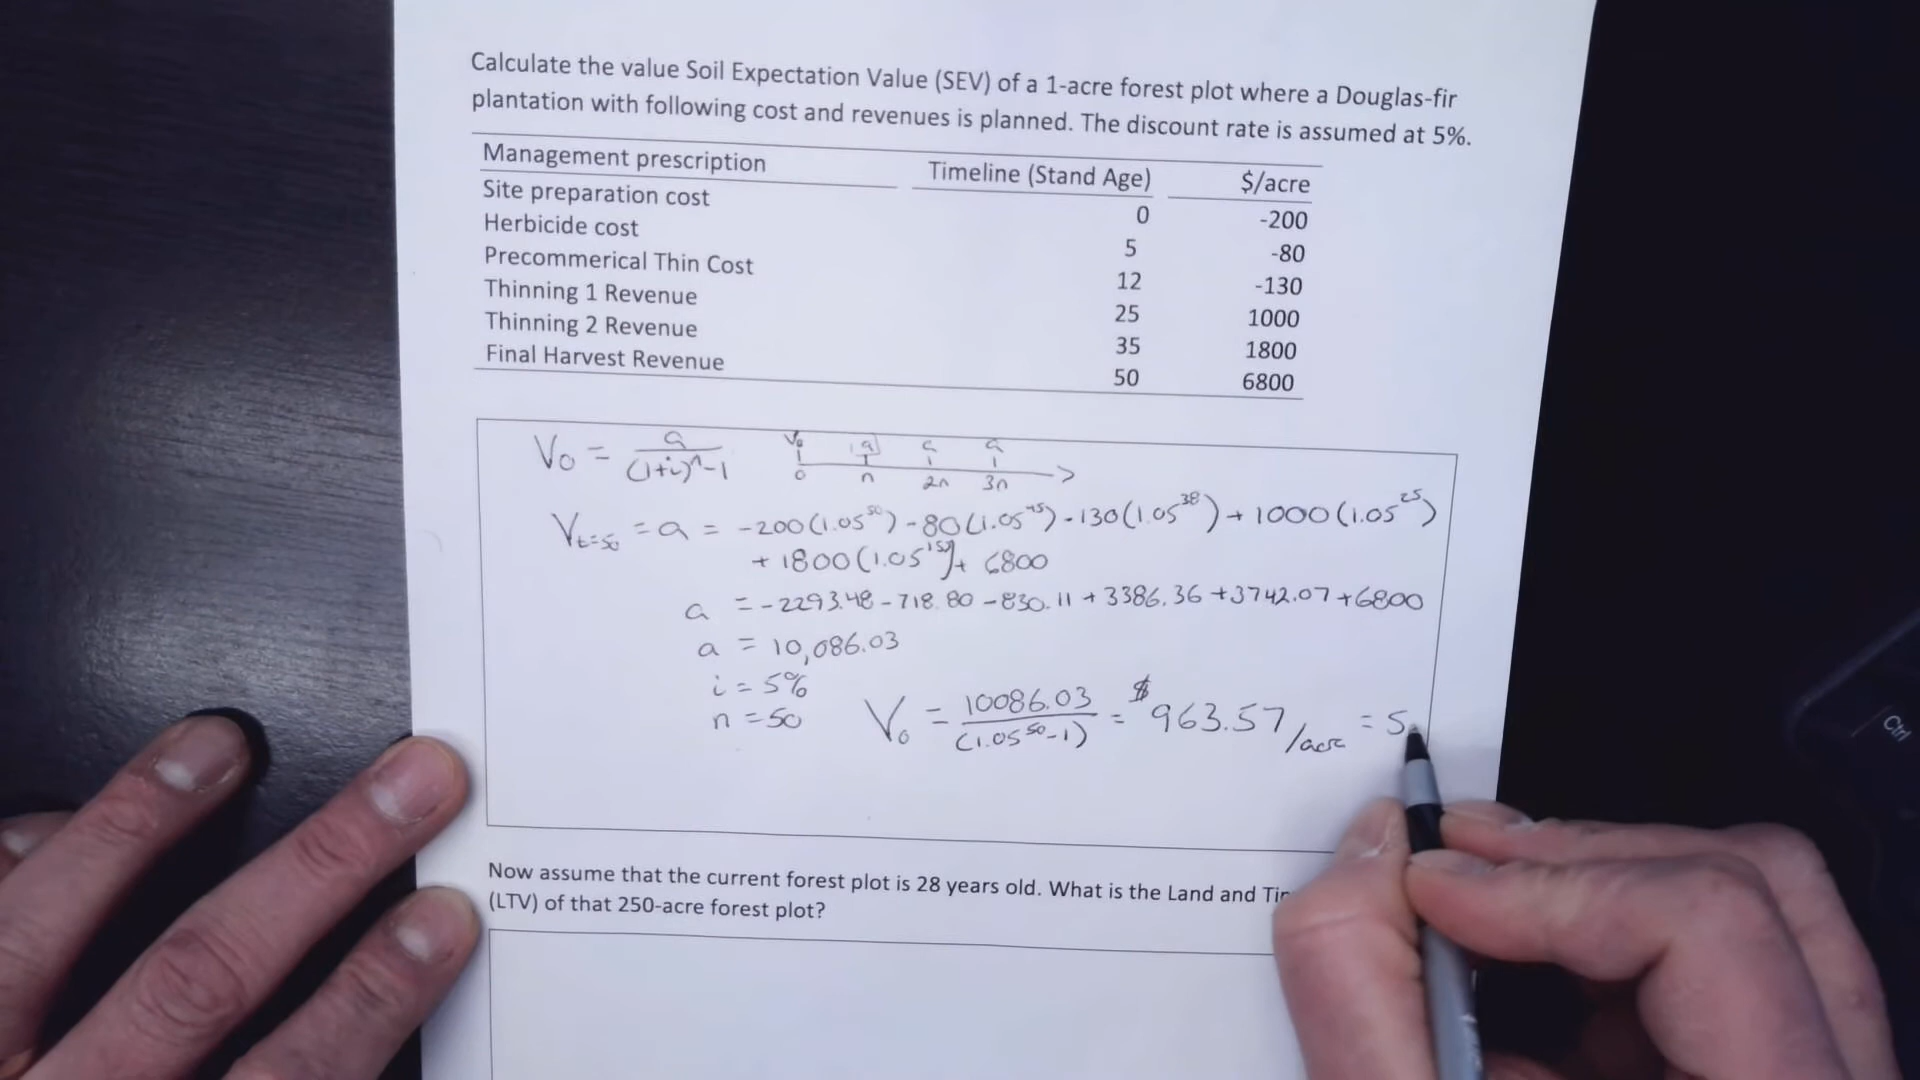 Calculate the value Soil Expectation Value (SEV) of a 1-acre forest plot where a Douglas-fir
plantation with following cost and revenues is planned. The discount rate is assumed at 5%.
Management prescription Timeline (Stand Age) $/acre
Site preparation cost 0 -200
Herbicide cost 5 -80
Precommerical Thin Cost 12 -130
Thinning 1 Revenue 25 1000
Thinning 2 Revenue 35 1800
Final Harvest Revenue 50 6800
V₀ = a / ((1+i)^n - 1)
V₀ a a a
0 n 2n 3n
V_t=50 = a = -200(1.05^50) - 80(1.05^45) - 130(1.05^38) + 1000(1.05^25)
+ 1800(1.05^15) + 6800
a = -2293.48 - 718.80 - 830.11 + 3386.36 + 3742.07 + 6800
a = 10,086.03
i = 5%
n = 50
V₀ = 10086.03 / (1.05^50 - 1) = $963.57/acre = S
Now assume that the current forest plot is 28 years old. What is the Land and
(LTV) of that 250-acre forest plot?
Ctrl